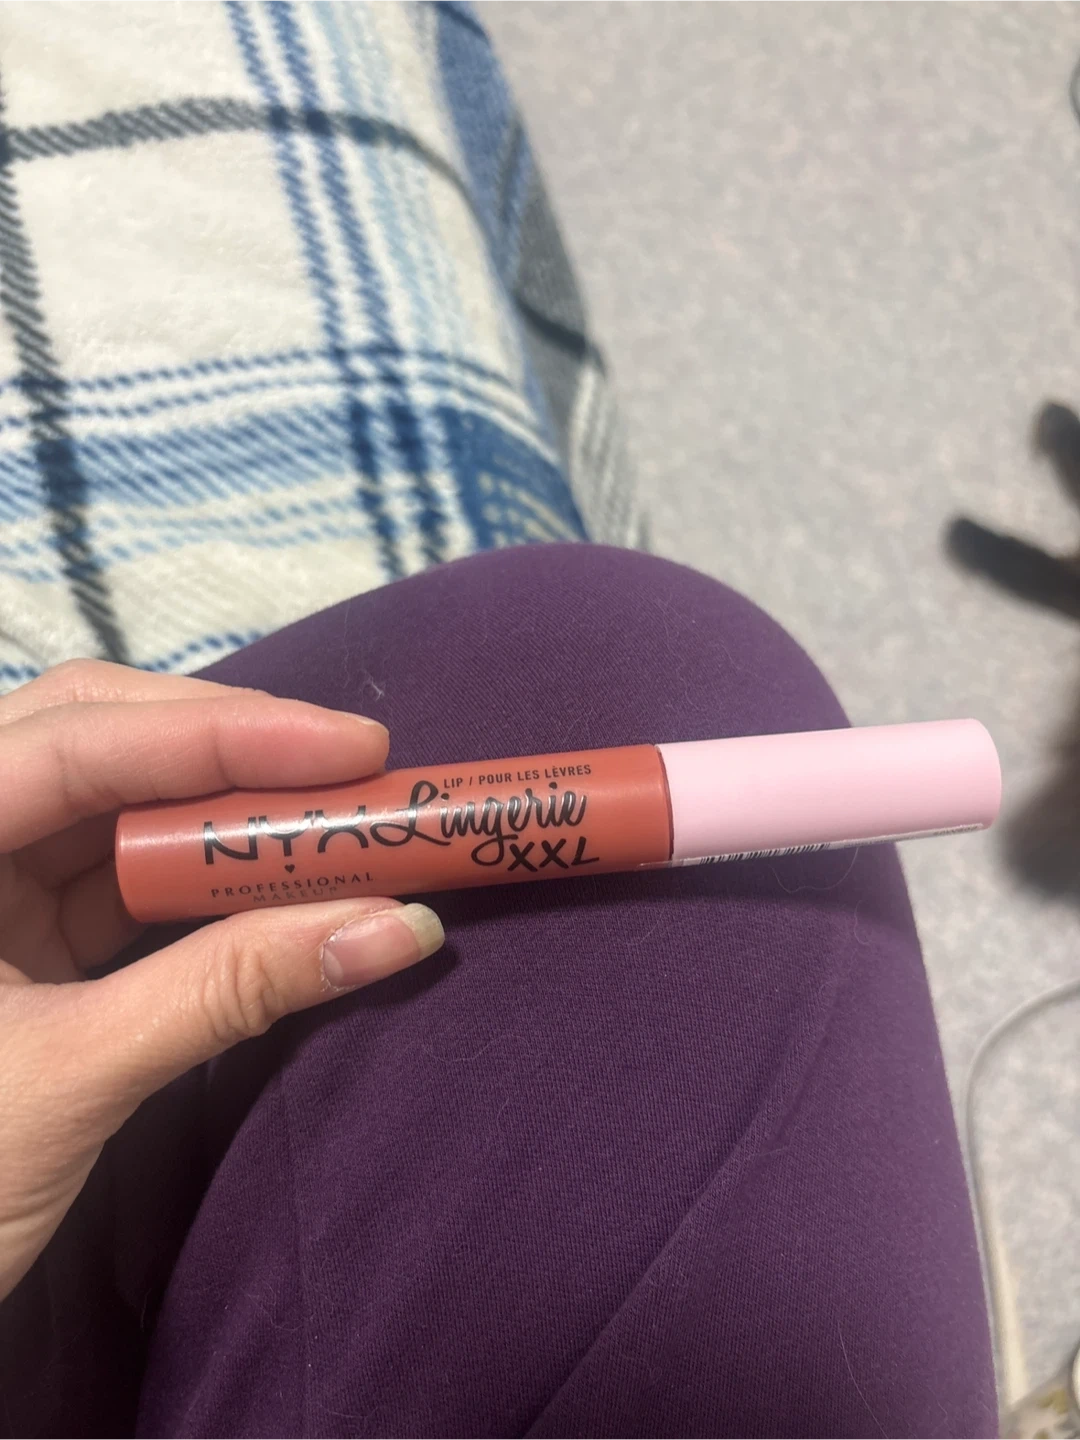 LIP / POUR LES LÈVRES
NYX Lingerie
XXL
PROFESSIONAL
MAKEUP